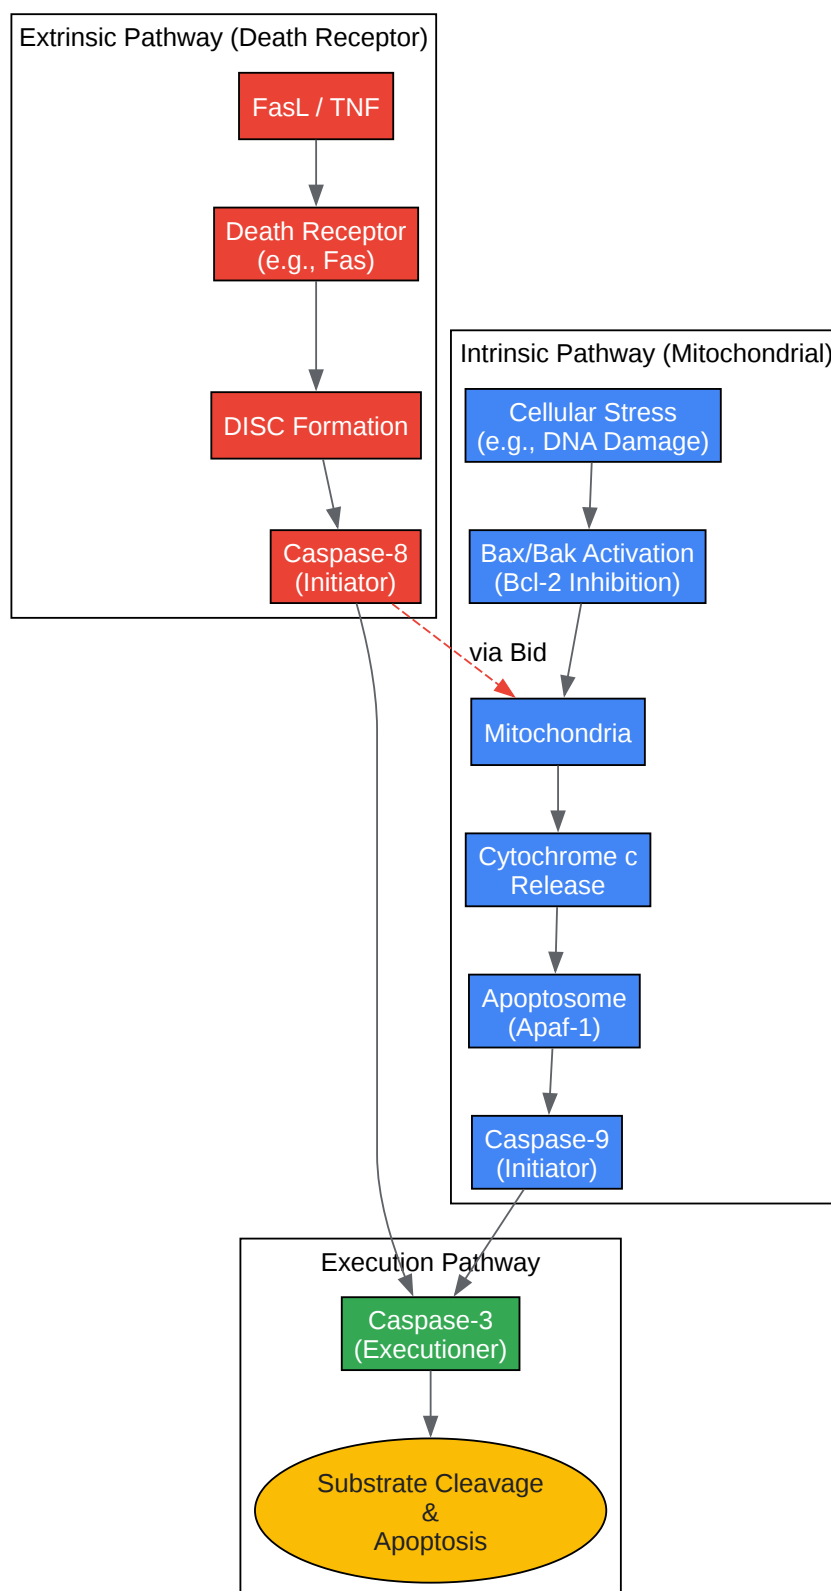 Extrinsic Pathway (Death Receptor)
FasL / TNF
Death Receptor
(e.g., Fas)
DISC Formation
Caspase-8
(Initiator)
Intrinsic Pathway (Mitochondrial)
Cellular Stress
(e.g., DNA Damage)
Bax/Bak Activation
(Bcl-2 Inhibition)
via Bid
Mitochondria
Cytochrome c
Release
Apoptosome
(Apaf-1)
Caspase-9
(Initiator)
Execution Pathway
Caspase-3
(Executioner)
Substrate Cleavage
&
Apoptosis